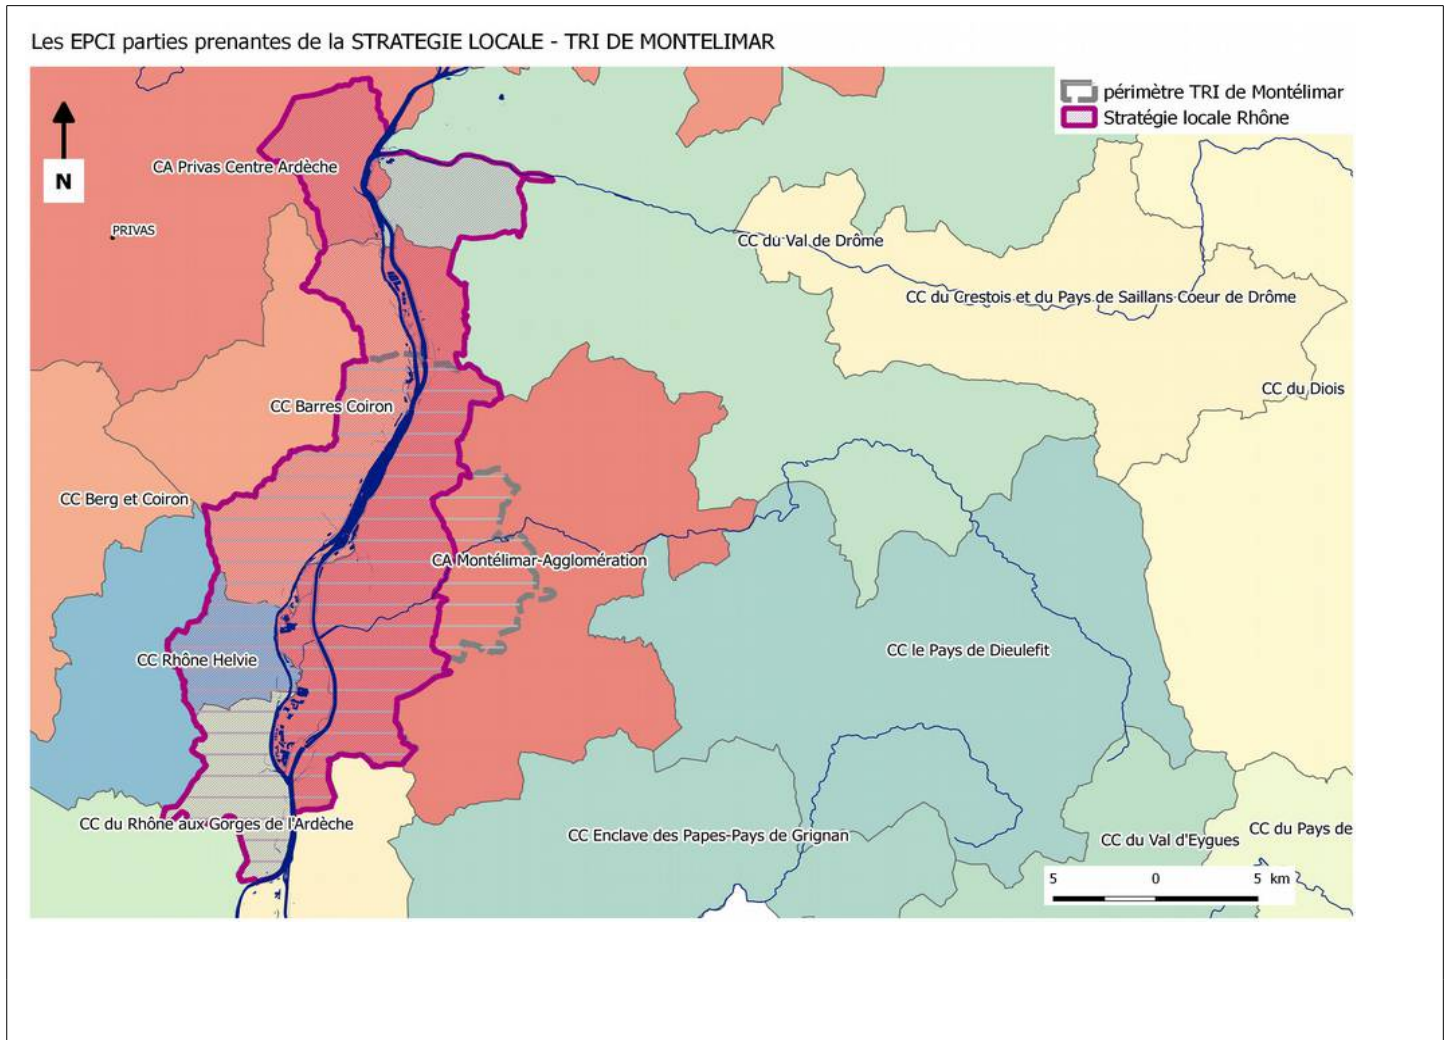 Les EPCI parties prenantes de la STRATEGIE LOCALE - TRI DE MONTELIMAR
périmètre TRI de Montélimar
Stratégie locale Rhône
N
CA Privas Centre Ardèche
PRIVAS
CC du Val de Drôme
CC du Crestois et du Pays de Saillans Coeur de Drôme
CC du Diois
CC Barres Coiron
CC Berg et Coiron
CA Montélimar-Agglomération
CC Rhône Helvie
CC le Pays de Dieulefit
CC du Rhône aux Gorges de l'Ardèche
CC Enclave des Papes-Pays de Grignan
CC du Val d'Eygues
CC du Pays de
5 0 5 km